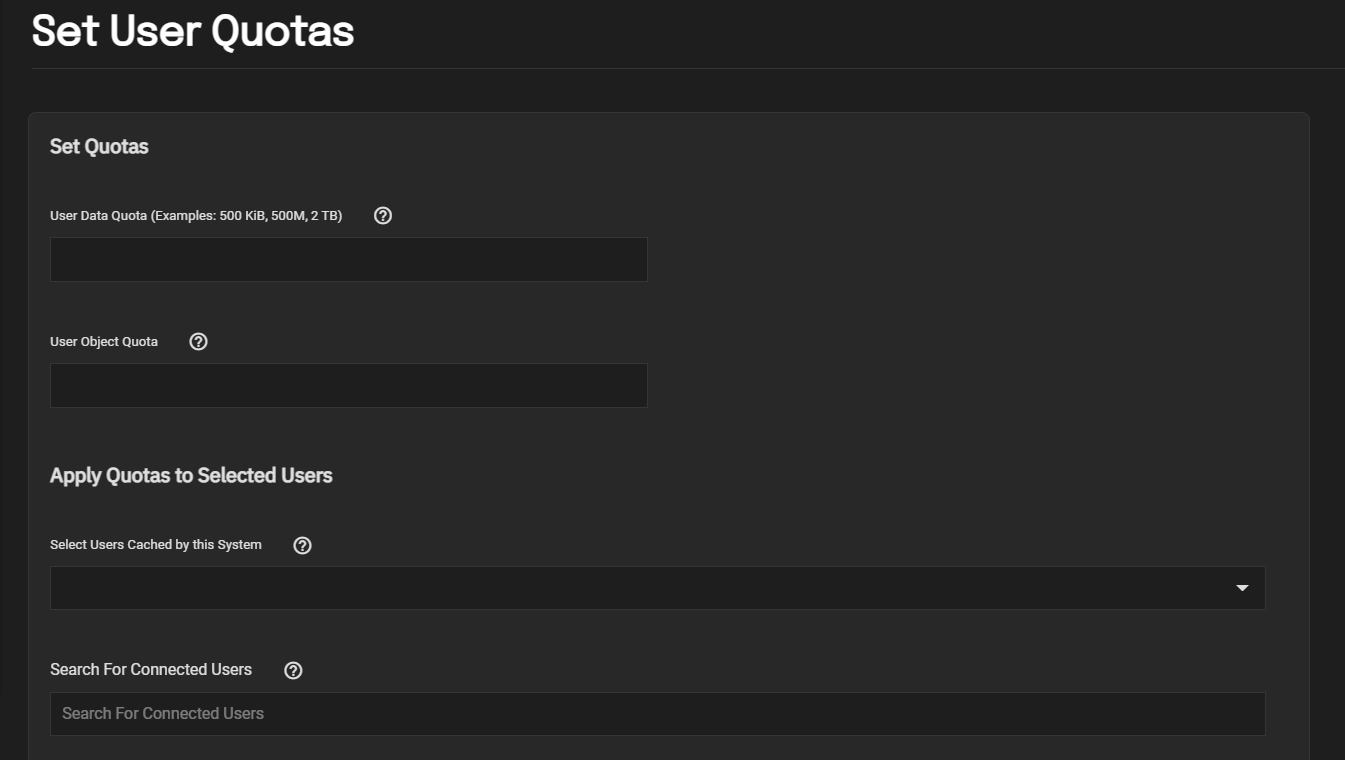 Set User Quotas
Set Quotas
User Data Quota (Examples: 500 KiB, 500M, 2 TB)
User Object Quota
Apply Quotas to Selected Users
Select Users Cached by this System
Search For Connected Users
Search For Connected Users